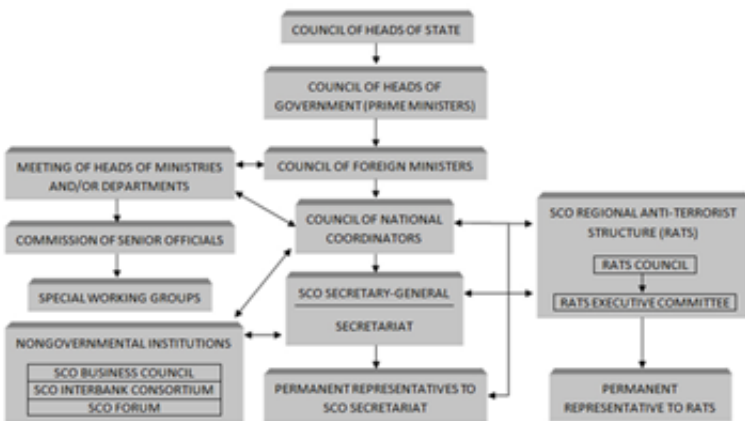 COUNCIL OF HEADS OF STATE
COUNCIL OF HEADS OF
GOVERNMENT (PRIME MINISTERS)
MEETING OF HEADS OF MINISTRIES
AND/OR DEPARTMENTS
COUNCIL OF FOREIGN MINISTERS
COMMISSION OF SENIOR OFFICIALS
COUNCIL OF NATIONAL
COORDINATORS
SCO REGIONAL ANTI-TERRORIST
STRUCTURE (RATS)
RATS COUNCIL
RATS EXECUTIVE COMMITTEE
SPECIAL WORKING GROUPS
SCO SECRETARY-GENERAL
SECRETARIAT
NONGOVERNMENTAL INSTITUTIONS
SCO BUSINESS COUNCIL
SCO INTERBANK CONSORTIUM
SCO FORUM
PERMANENT REPRESENTATIVES TO
SCO SECRETARIAT
PERMANENT
REPRESENTATIVE TO RATS